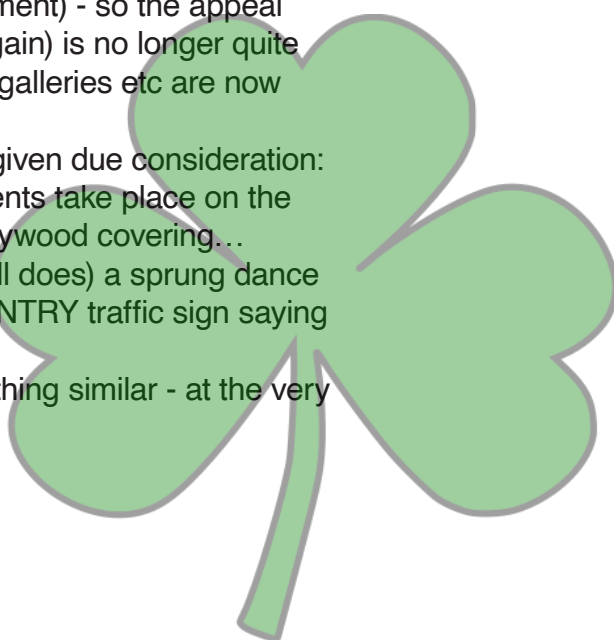 ment) - so the appeal
gain) is no longer quite
galleries etc are now
given due consideration:
ents take place on the
ywood covering…
ll does) a sprung dance
NTRY traffic sign saying
thing similar - at the very